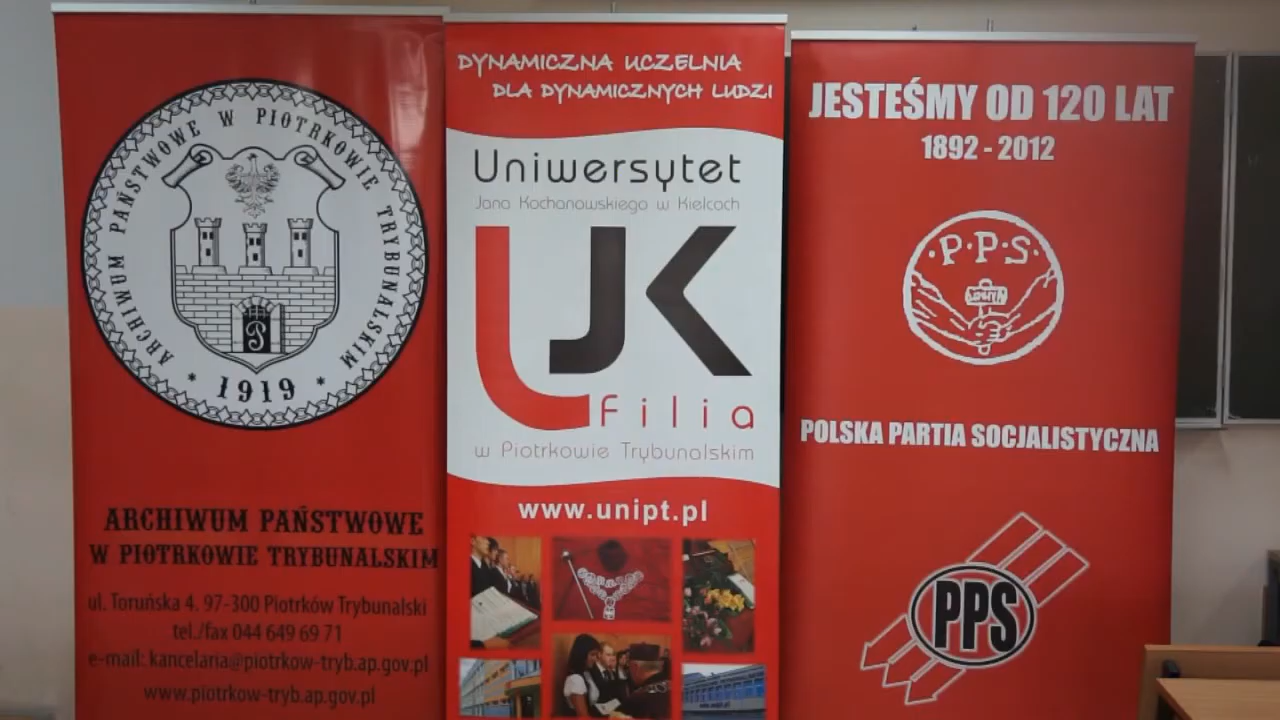 ARCHIWUM PAŃSTWOWE W PIOTRKOWIE TRYBUNALSKIM
* 1919 *
ARCHIWUM PAŃSTWOWE
W PIOTRKOWIE TRYBUNALSKIM
ul. Toruńska 4. 97-300 Piotrków Trybunalski
tel./fax 044 649 69 71
e-mail: kancelaria@piotrkow-tryb.ap.gov.pl
www.piotrkow-tryb.ap.gov.pl
DYNAMICZNA UCZELNIA
DLA DYNAMICZNYCH LUDZI
Uniwersytet
Jana Kochanowskiego w Kielcach
UJK
Filia
w Piotrkowie Trybunalskim
www.unipt.pl
www.unipt.pl
JESTEŚMY OD 120 LAT
1892 - 2012
·P·P·S·
POLSKA PARTIA SOCJALISTYCZNA
PPS